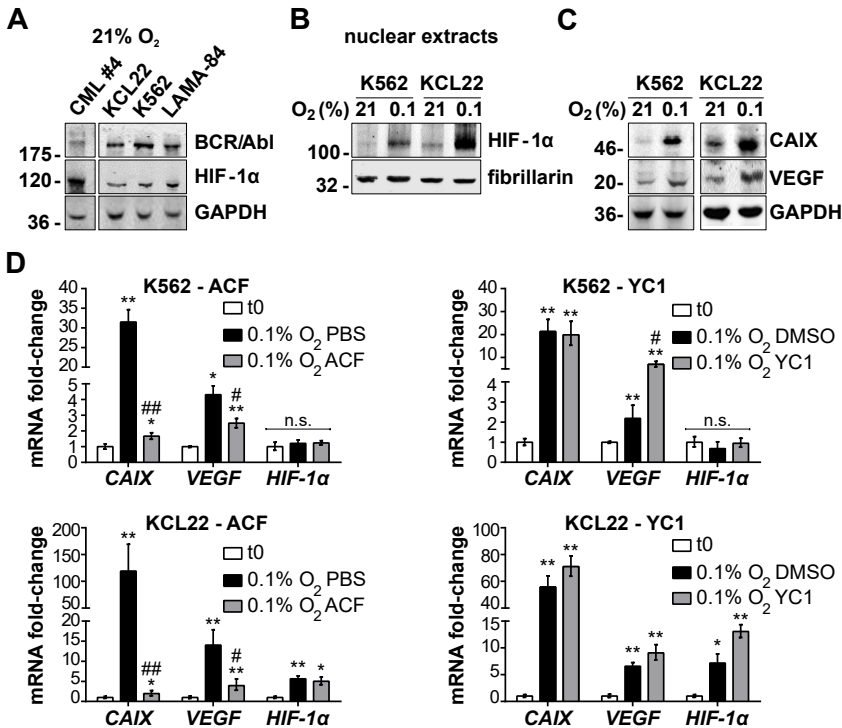 A
21% O2
CML #4
KCL22
K562
LAMA-84
175 -
BCR/Abl
120 -
HIF-1α
36 -
GAPDH
B
nuclear extracts
K562 KCL22
O2 (%) 21 0.1 21 0.1
100 -
HIF-1α
32 -
fibrillarin
C
K562 KCL22
O2 (%) 21 0.1 21 0.1
46-
CAIX
20-
VEGF
36-
GAPDH
D
K562 - ACF
mRNA fold-change
40
35
30
25
20
15
10
5
4
3
2
1
0
t0
0.1% O2 PBS
0.1% O2 ACF
**
##
*
*
#
**
n.s.
CAIX VEGF HIF-1α
K562 - YC1
mRNA fold-change
40
30
20
10
4
3
2
1
0
t0
0.1% O2 DMSO
0.1% O2 YC1
** **
**
#
**
n.s.
CAIX VEGF HIF-1α
KCL22 - ACF
mRNA fold-change
200
150
100
50
20
15
10
5
0
t0
0.1% O2 PBS
0.1% O2 ACF
**
##
*
**
#
**
** *
CAIX VEGF HIF-1α
KCL22 - YC1
mRNA fold-change
100
80
60
40
20
15
10
5
0
t0
0.1% O2 DMSO
0.1% O2 YC1
** **
** **
* **
CAIX VEGF HIF-1α